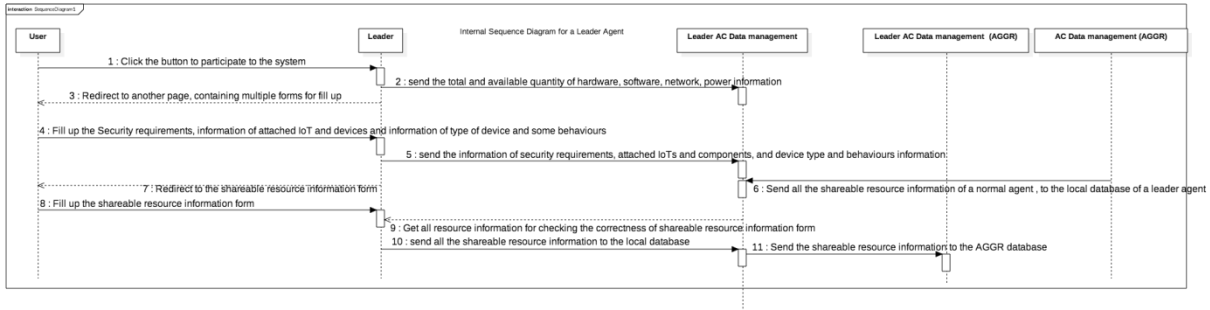 interaction SequenceDiagram1
Internal Sequence Diagram for a Leader Agent
User
Leader
Leader AC Data management
Leader AC Data management (AGGR)
AC Data management (AGGR)
1 : Click the button to participate to the system
2 : send the total and available quantity of hardware, software, network, power information
3 : Redirect to another page, containing multiple forms for fill up
4 : Fill up the Security requirements, information of attached IoT and devices and information of type of device and some behaviours
5 : send the information of security requirements, attached IoTs and components, and device type and behaviours information
6 : Send all the shareable resource information of a normal agent , to the local database of a leader agent
7 : Redirect to the shareable resource information form
8 : Fill up the shareable resource information form
9 : Get all resource information for checking the correctness of shareable resource information form
10 : send all the shareable resource information to the local database
11 : Send the shareable resource information to the AGGR database